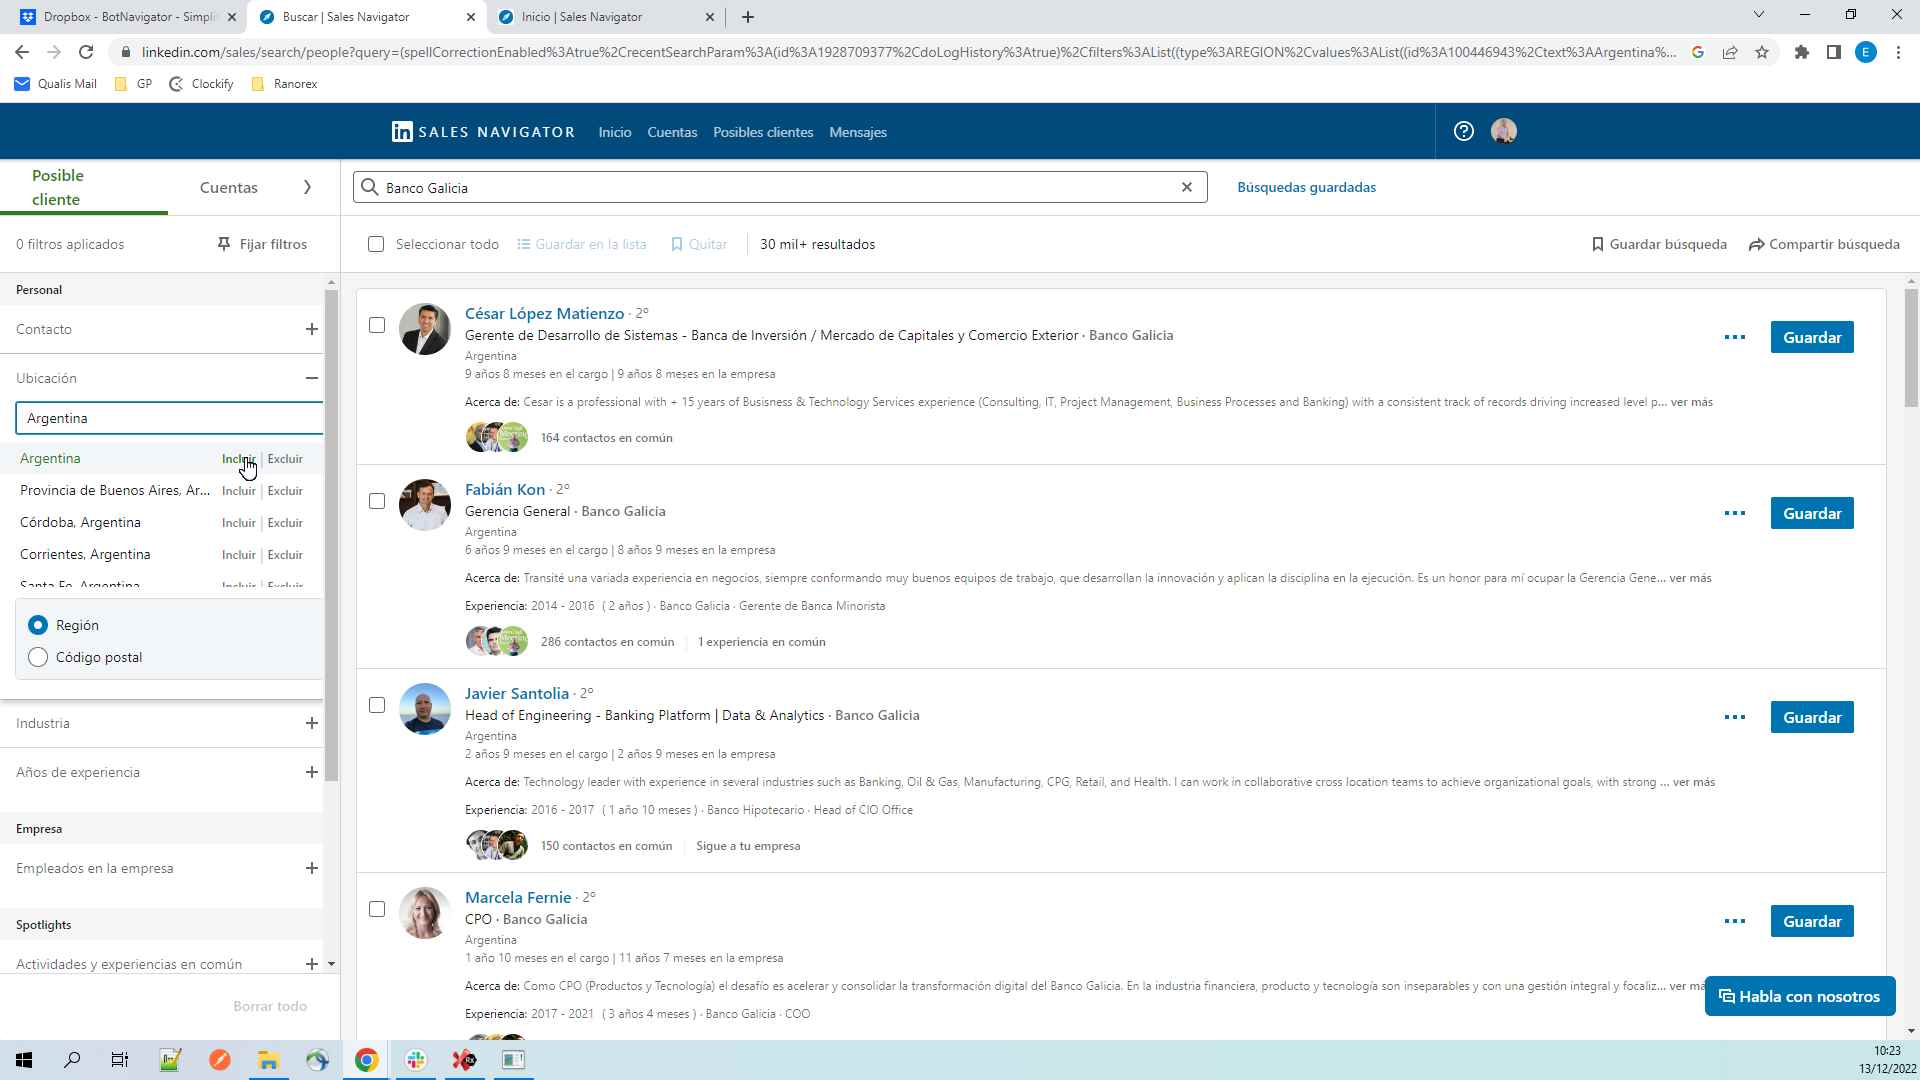 Dropbox - BotNavigator - Simpli
Buscar | Sales Navigator
Inicio | Sales Navigator
linkedin.com/sales/search/people?query=(spellCorrectionEnabled%3Atrue%2CrecentSearchParam%3A(id%3A1928709377%2CdoLogHistory%3Atrue)%2Cfilters%3AList((type%3AREGION%2Cvalues%3AList((id%3A100446943%2Ctext%3AArgentina%...
E
Qualis Mail
GP
Clockify
Ranorex
in SALES NAVIGATOR
Inicio
Cuentas
Posibles clientes
Mensajes
Posible cliente
Cuentas
Banco Galicia
Búsquedas guardadas
0 filtros aplicados
Fijar filtros
Seleccionar todo
Guardar en la lista
Quitar
30 mil+ resultados
Guardar búsqueda
Compartir búsqueda
Personal
Contacto
Ubicación
Argentina
Argentina Incluir | Excluir
Provincia de Buenos Aires, Ar... Incluir | Excluir
Córdoba, Argentina Incluir | Excluir
Corrientes, Argentina Incluir | Excluir
Santa Fe, Argentina Incluir | Excluir
Región
Código postal
Industria
Años de experiencia
Empresa
Empleados en la empresa
Spotlights
Actividades y experiencias en común
Borrar todo
César López Matienzo · 2º
Gerente de Desarrollo de Sistemas - Banca de Inversión / Mercado de Capitales y Comercio Exterior · Banco Galicia
Argentina
9 años 8 meses en el cargo | 9 años 8 meses en la empresa
Acerca de: Cesar is a professional with + 15 years of Busisness & Technology Services experience (Consulting, IT, Project Management, Business Processes and Banking) with a consistent track of records driving increased level p... ver más
164 contactos en común
Guardar
Fabián Kon · 2º
Gerencia General · Banco Galicia
Argentina
6 años 9 meses en el cargo | 8 años 9 meses en la empresa
Acerca de: Transité una variada experiencia en negocios, siempre conformando muy buenos equipos de trabajo, que desarrollan la innovación y aplican la disciplina en la ejecución. Es un honor para mí ocupar la Gerencia Gene... ver más
Experiencia: 2014 - 2016 ( 2 años ) · Banco Galicia · Gerente de Banca Minorista
286 contactos en común
1 experiencia en común
Guardar
Javier Santolia · 2º
Head of Engineering - Banking Platform | Data & Analytics · Banco Galicia
Argentina
2 años 9 meses en el cargo | 2 años 9 meses en la empresa
Acerca de: Technology leader with experience in several industries such as Banking, Oil & Gas, Manufacturing, CPG, Retail, and Health. I can work in collaborative cross location teams to achieve organizational goals, with strong ... ver más
Experiencia: 2016 - 2017 ( 1 año 10 meses ) · Banco Hipotecario · Head of CIO Office
150 contactos en común
Sigue a tu empresa
Guardar
Marcela Fernie · 2º
CPO · Banco Galicia
Argentina
1 año 10 meses en el cargo | 11 años 7 meses en la empresa
Acerca de: Como CPO (Productos y Tecnología) el desafío es acelerar y consolidar la transformación digital del Banco Galicia. En la industria financiera, producto y tecnología son inseparables y con una gestión integral y focaliz... ver má
Experiencia: 2017 - 2021 ( 3 años 4 meses ) · Banco Galicia · COO
Guardar
Habla con nosotros
10:23
13/12/2022